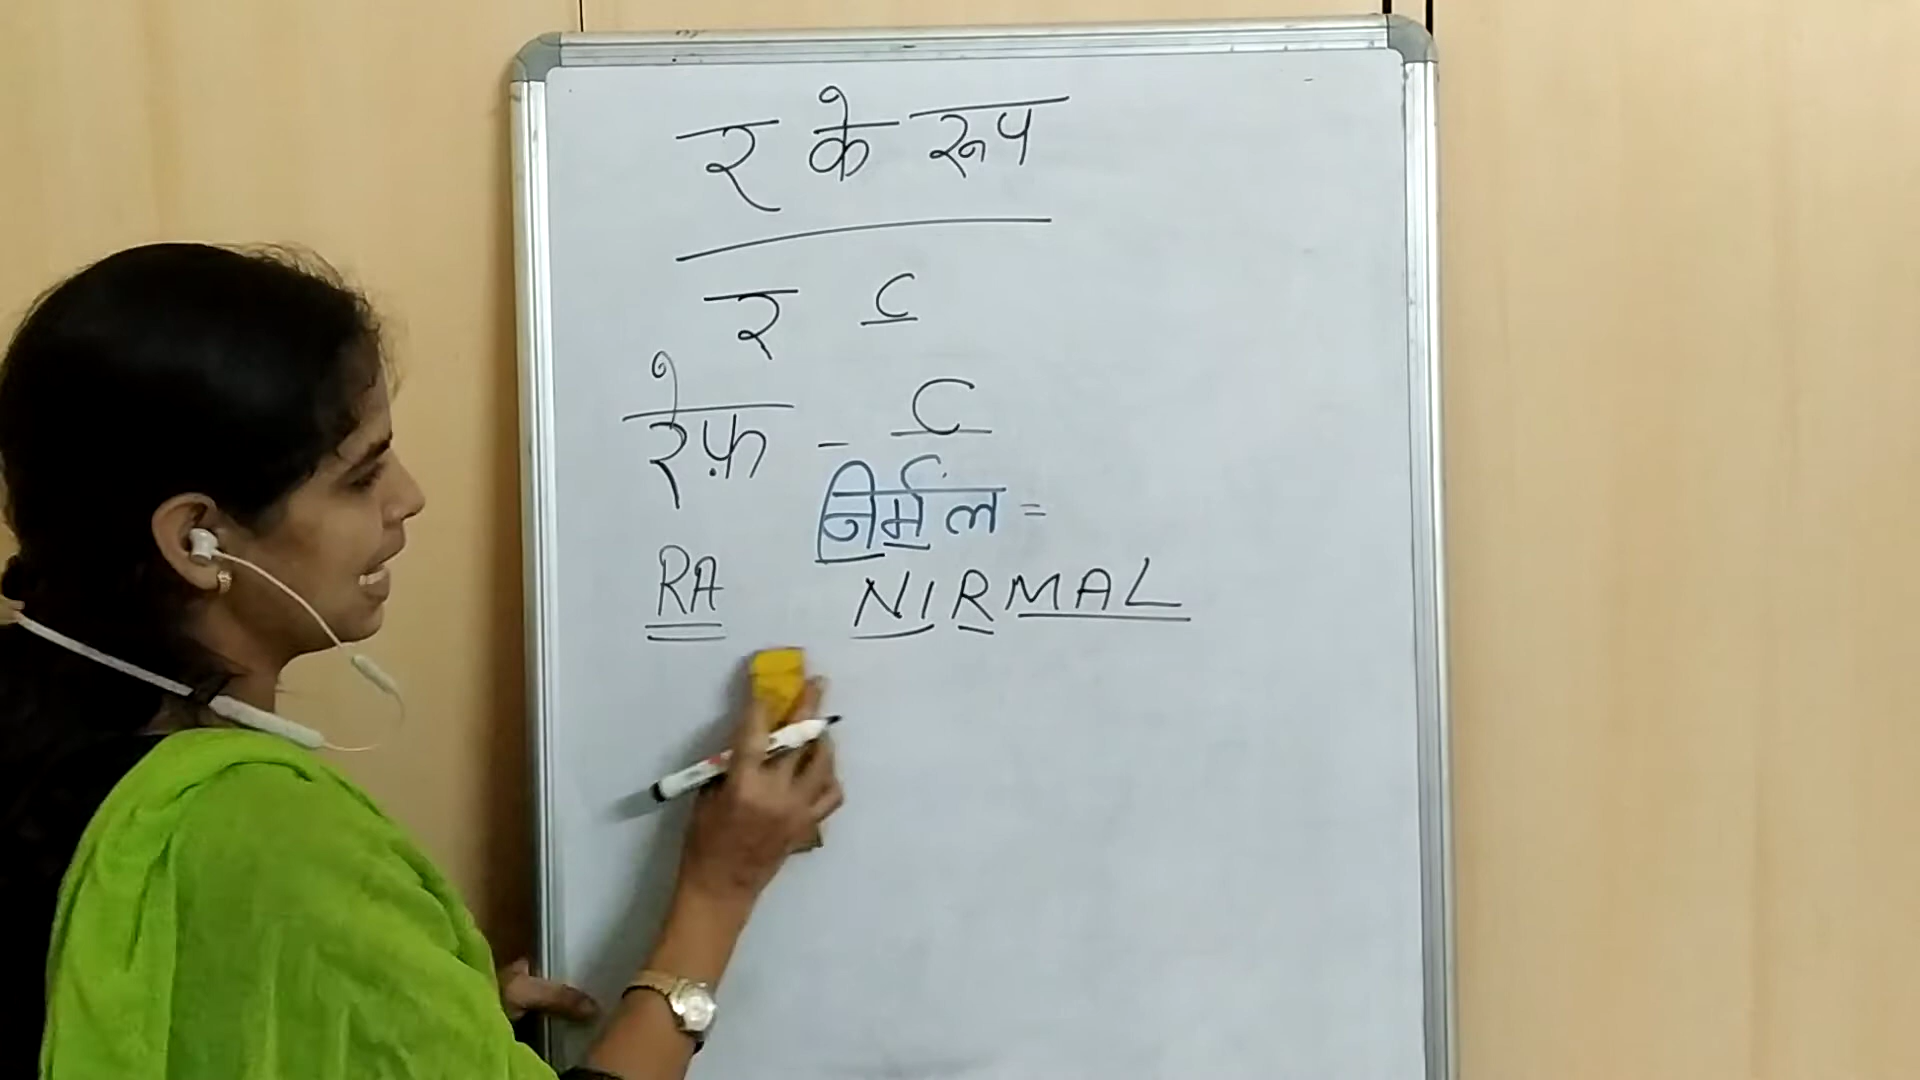 र के रूप
र र्
रेफ़ - र्
निर्मल =
RA NIRMAL